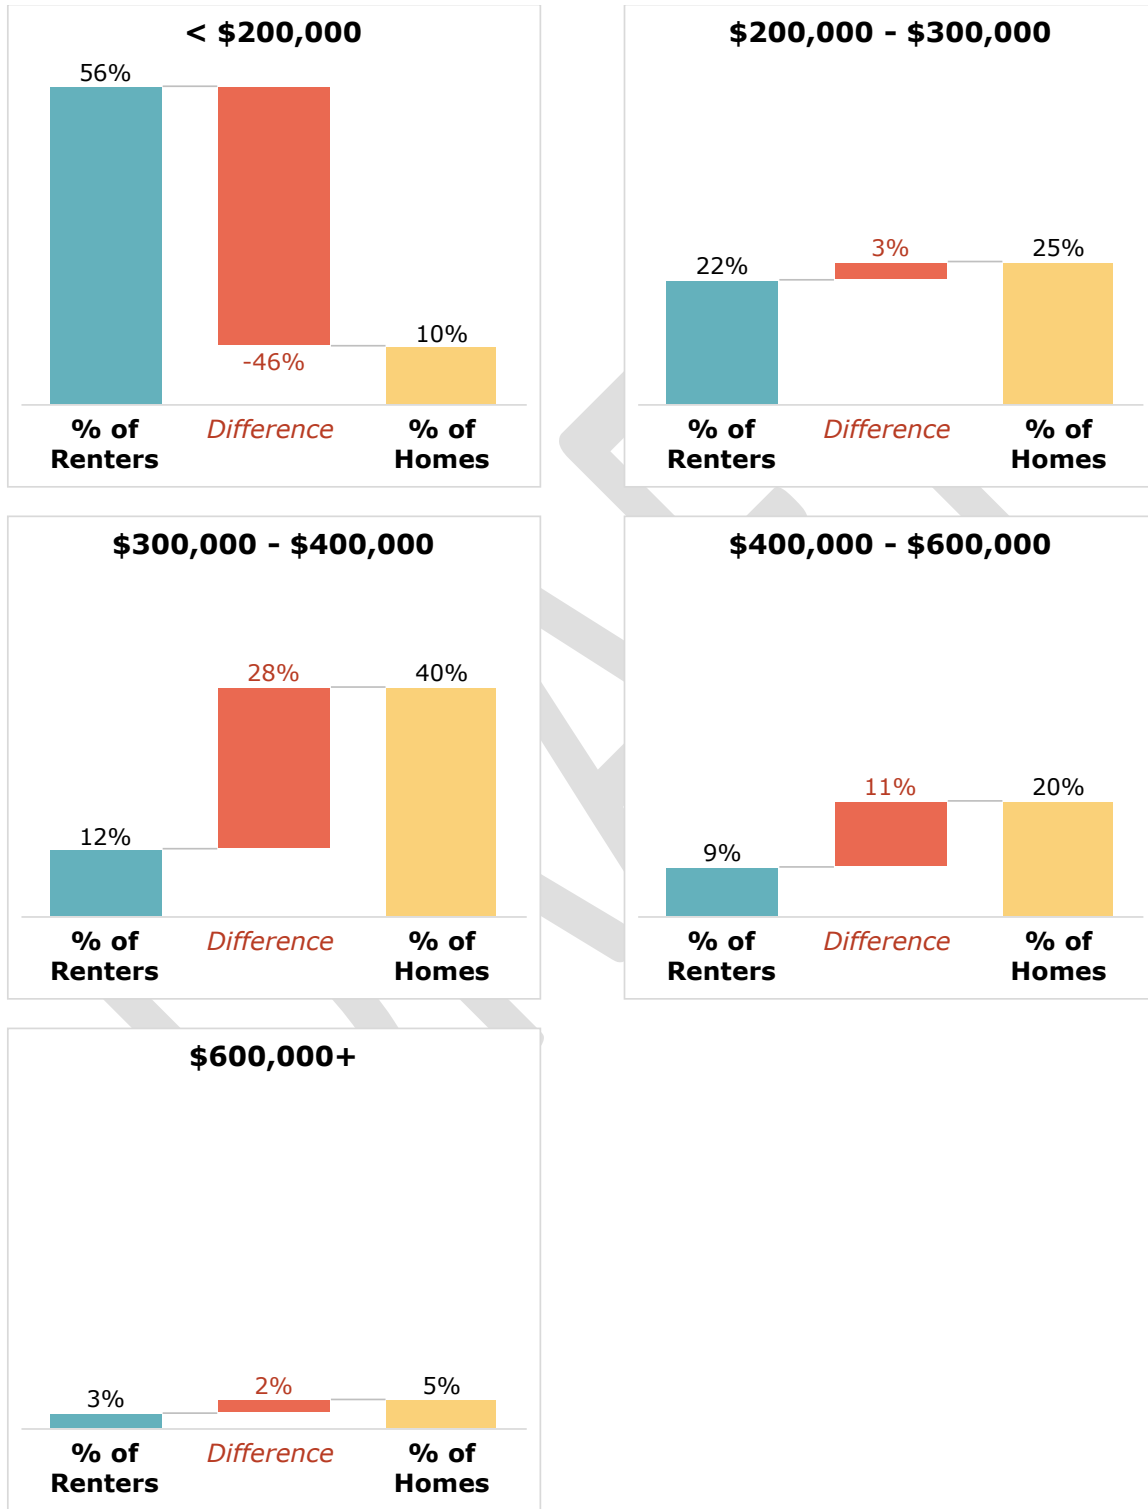 < $200,000
56%
-46%
10%
% of Renters
Difference
% of Homes
$200,000 - $300,000
22%
3%
25%
% of Renters
Difference
% of Homes
$300,000 - $400,000
12%
28%
40%
% of Renters
Difference
% of Homes
$400,000 - $600,000
9%
11%
20%
% of Renters
Difference
% of Homes
$600,000+
3%
2%
5%
% of Renters
Difference
% of Homes